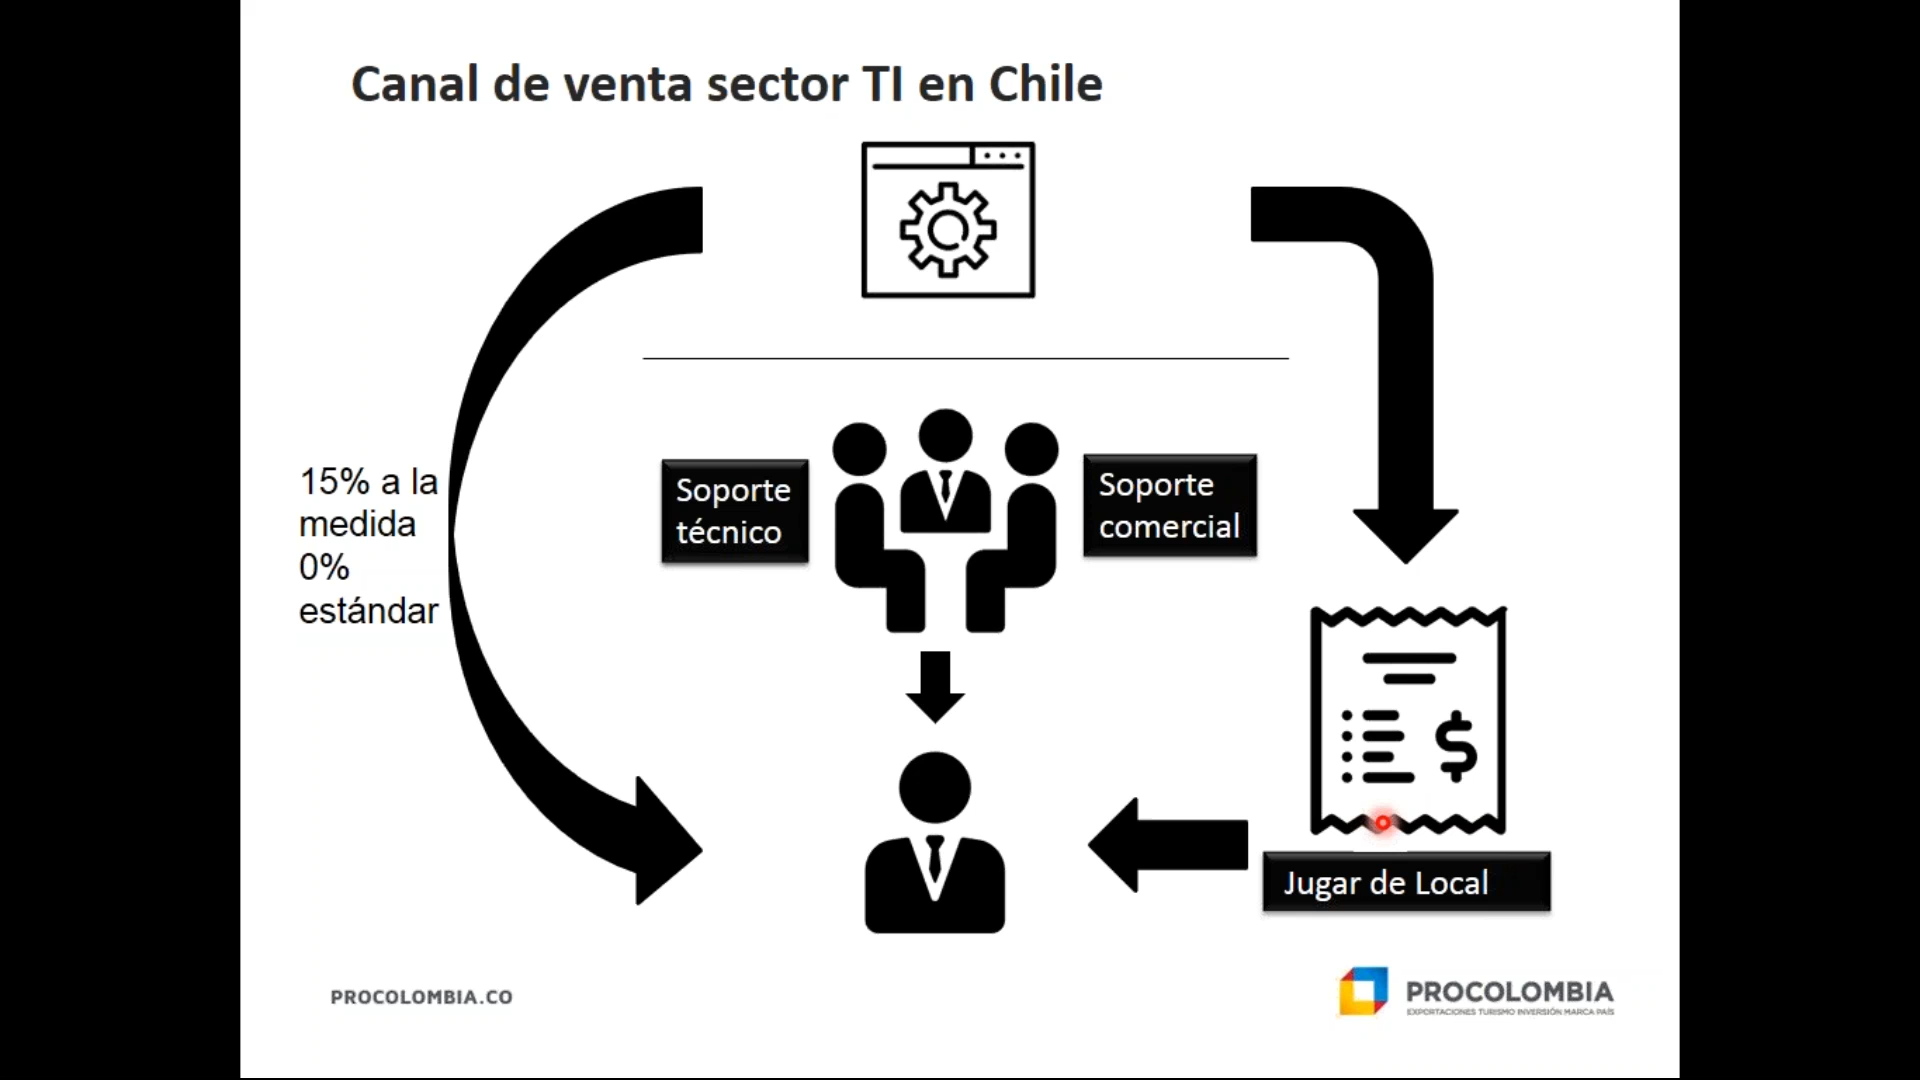 Canal de venta sector TI en Chile
15% a la
medida
0%
estándar
Soporte
técnico
Soporte
comercial
$
Jugar de Local
PROCOLOMBIA.CO
PROCOLOMBIA
EXPORTACIONES TURISMO INVERSIÓN MARCA PAÍS